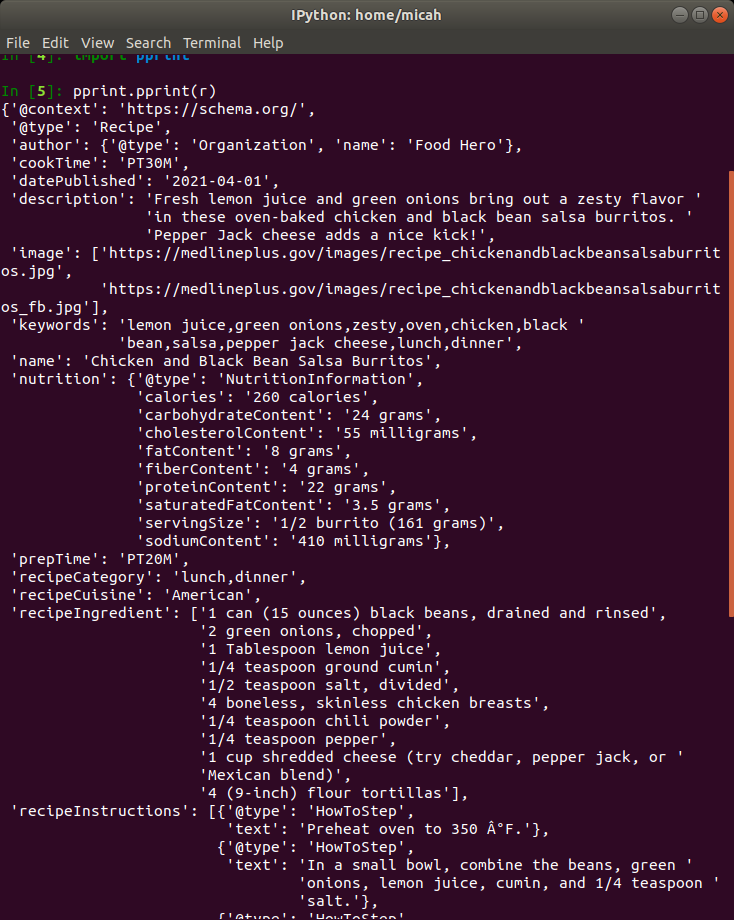 IPython: home/micah
File Edit View Search Terminal Help
In [4]: import pprint
In [5]: pprint.pprint(r)
{'@context': 'https://schema.org/',
 '@type': 'Recipe',
 'author': {'@type': 'Organization', 'name': 'Food Hero'},
 'cookTime': 'PT30M',
 'datePublished': '2021-04-01',
 'description': 'Fresh lemon juice and green onions bring out a zesty flavor '
                'in these oven-baked chicken and black bean salsa burritos. '
                'Pepper Jack cheese adds a nice kick!',
 'image': ['https://medlineplus.gov/images/recipe_chickenandblackbeansalsaburrit
os.jpg',
           'https://medlineplus.gov/images/recipe_chickenandblackbeansalsaburrit
os_fb.jpg'],
 'keywords': 'lemon juice,green onions,zesty,oven,chicken,black '
             'bean,salsa,pepper jack cheese,lunch,dinner',
 'name': 'Chicken and Black Bean Salsa Burritos',
 'nutrition': {'@type': 'NutritionInformation',
               'calories': '260 calories',
               'carbohydrateContent': '24 grams',
               'cholesterolContent': '55 milligrams',
               'fatContent': '8 grams',
               'fiberContent': '4 grams',
               'proteinContent': '22 grams',
               'saturatedFatContent': '3.5 grams',
               'servingSize': '1/2 burrito (161 grams)',
               'sodiumContent': '410 milligrams'},
 'prepTime': 'PT20M',
 'recipeCategory': 'lunch,dinner',
 'recipeCuisine': 'American',
 'recipeIngredient': ['1 can (15 ounces) black beans, drained and rinsed',
                      '2 green onions, chopped',
                      '1 Tablespoon lemon juice',
                      '1/4 teaspoon ground cumin',
                      '1/2 teaspoon salt, divided',
                      '4 boneless, skinless chicken breasts',
                      '1/4 teaspoon chili powder',
                      '1/4 teaspoon pepper',
                      '1 cup shredded cheese (try cheddar, pepper jack, or '
                      'Mexican blend)',
                      '4 (9-inch) flour tortillas'],
 'recipeInstructions': [{'@type': 'HowToStep',
                         'text': 'Preheat oven to 350 Â°F.'},
                        {'@type': 'HowToStep',
                         'text': 'In a small bowl, combine the beans, green '
                                 'onions, lemon juice, cumin, and 1/4 teaspoon '
                                 'salt.'},
                        {'@type': 'HowToStep',